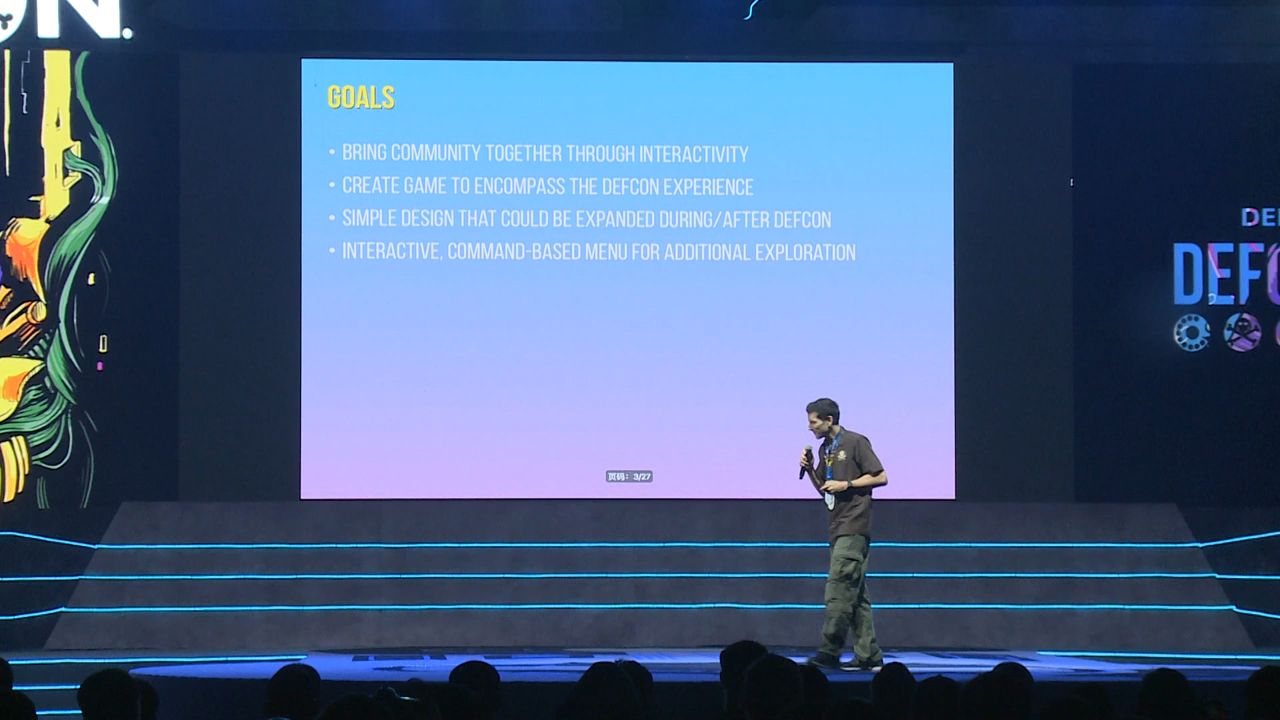 N.
GOALS
• BRING COMMUNITY TOGETHER THROUGH INTERACTIVITY
• CREATE GAME TO ENCOMPASS THE DEFCON EXPERIENCE
• SIMPLE DESIGN THAT COULD BE EXPANDED DURING/AFTER DEFCON
• INTERACTIVE, COMMAND-BASED MENU FOR ADDITIONAL EXPLORATION
页码：3/27
DE
DEFC